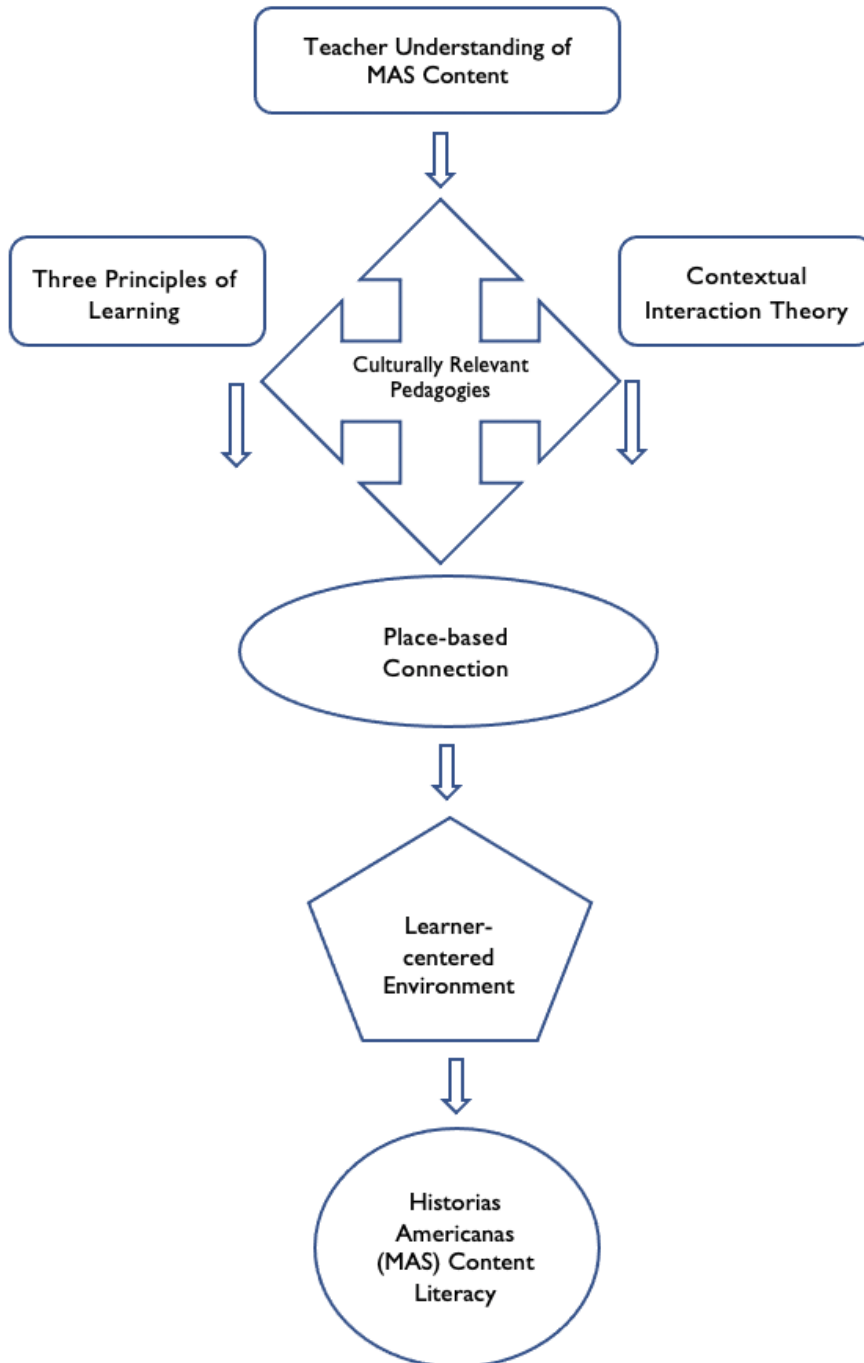 Teacher Understanding of
MAS Content
Three Principles of
Learning
Contextual
Interaction Theory
Culturally Relevant
Pedagogies
Place-based
Connection
Learner-
centered
Environment
Historias
Americanas
(MAS) Content
Literacy